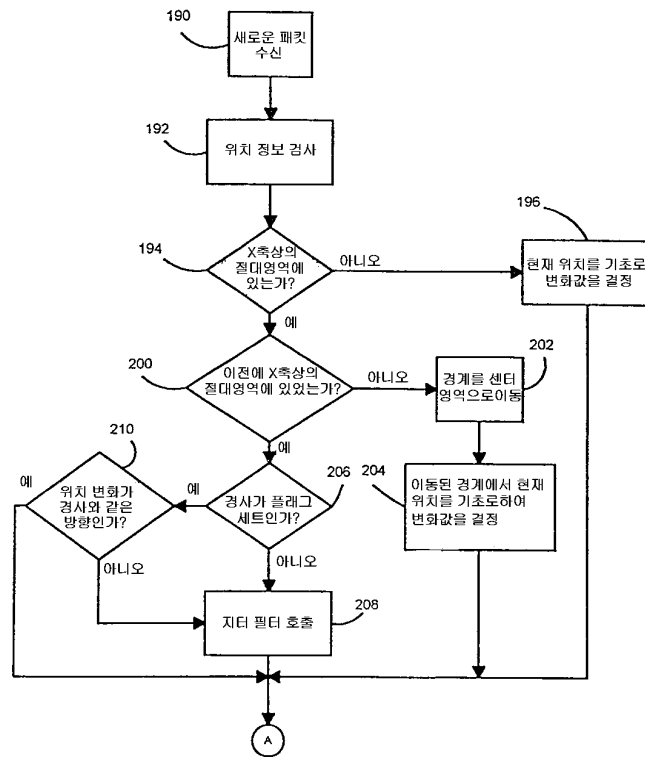 190
새로운 패킷
수신
192
위치 정보 검사
194
X축상의
절대영역에
있는가?
아니오
196
현재 위치를 기초로
변화값을 결정
예
200
이전에 X축상의
절대영역에 있었는가?
아니오
202
경계를 센터
영역으로이동
예
210
예
위치 변화가
경사와 같은
방향인가?
예
206
경사가 플래그
세트인가?
204
이동된 경계에서 현재
위치를 기초로하여
변화값을 결정
아니오
아니오
지터 필터 호출
208
A